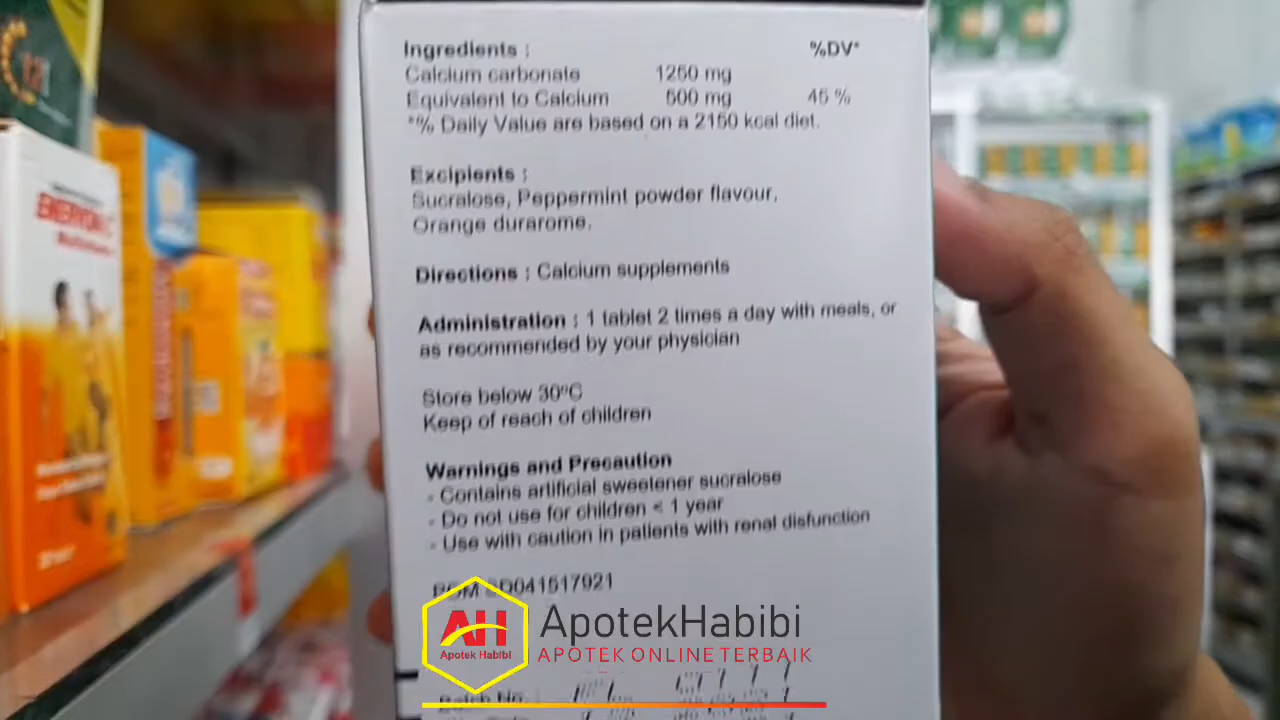 Ingredients : %DV*
Calcium carbonate 1250 mg
Equivalent to Calcium 500 mg 45 %
*% Daily Value are based on a 2150 kcal diet.
Excipients :
Sucralose, Peppermint powder flavour,
Orange durarome.
Directions : Calcium supplements
Administration : 1 tablet 2 times a day with meals, or
as recommended by your physician
Store below 30°C
Keep of reach of children
Warnings and Precaution
- Contains artificial sweetener sucralose
- Do not use for children < 1 year
- Use with caution in patients with renal disfunction
041517921
AH
Apotek Habibi
ApotekHabibi
APOTEK ONLINE TERBAIK
Batch No.